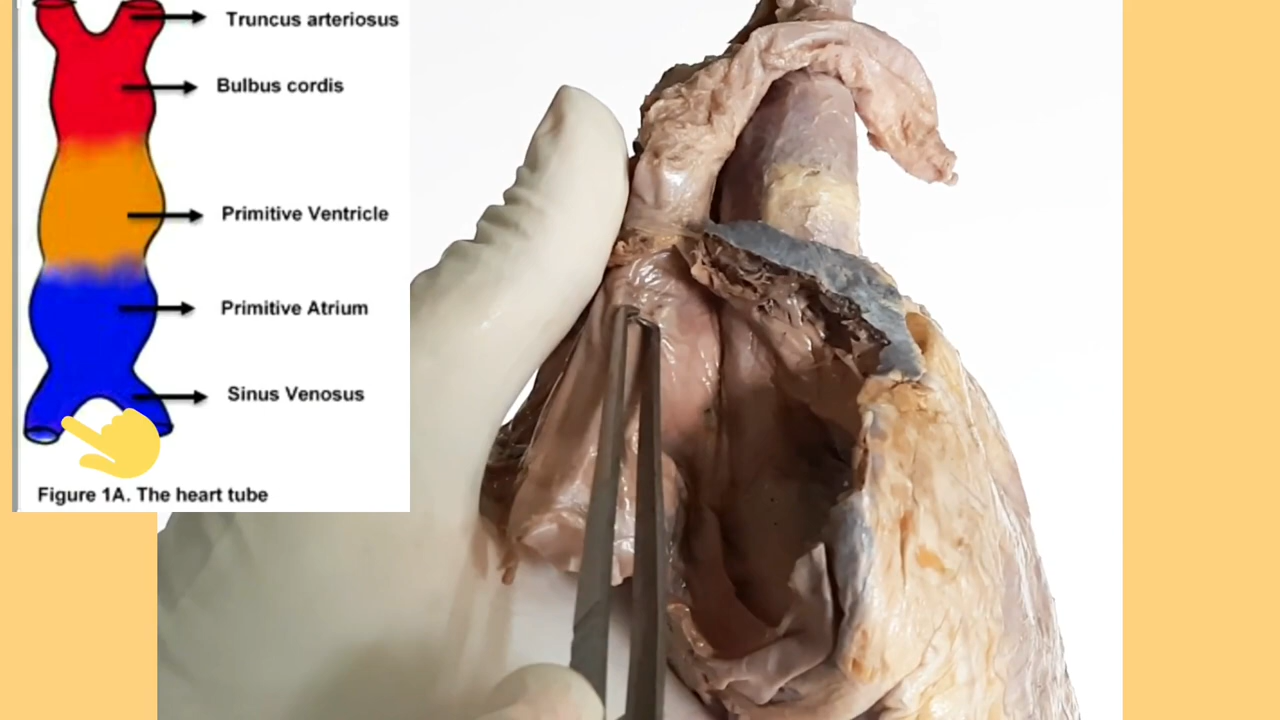 Truncus arteriosus
Bulbus cordis
Primitive Ventricle
Primitive Atrium
Sinus Venosus
Figure 1A. The heart tube